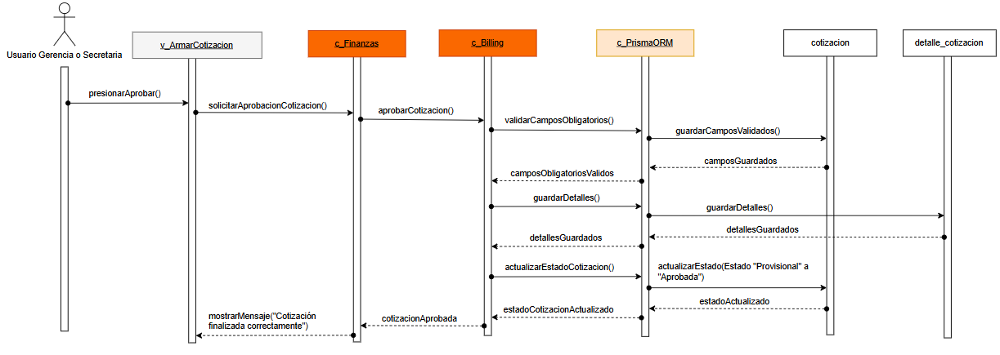 Usuario Gerencia o Secretaria
v_ArmarCotizacion
c_Finanzas
c_Billing
c_PrismaORM
cotizacion
detalle_cotizacion
presionarAprobar()
solicitarAprobacionCotizacion()
aprobarCotizacion()
validarCamposObligatorios()
guardarCamposValidados()
camposGuardados
camposObligatoriosValidos
guardarDetalles()
guardarDetalles()
detallesGuardados
detallesGuardados
actualizarEstadoCotizacion()
actualizarEstado(Estado "Provisional" a
"Aprobada")
estadoActualizado
estadoCotizacionActualizado
cotizacionAprobada
mostrarMensaje("Cotización
finalizada correctamente")